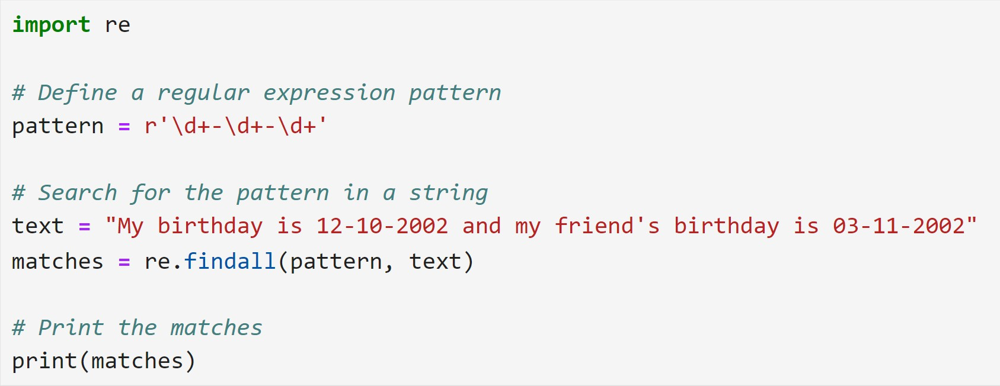 import re
# Define a regular expression pattern
pattern = r'\d+-\d+-\d+'
# Search for the pattern in a string
text = "My birthday is 12-10-2002 and my friend's birthday is 03-11-2002"
matches = re.findall(pattern, text)
# Print the matches
print(matches)